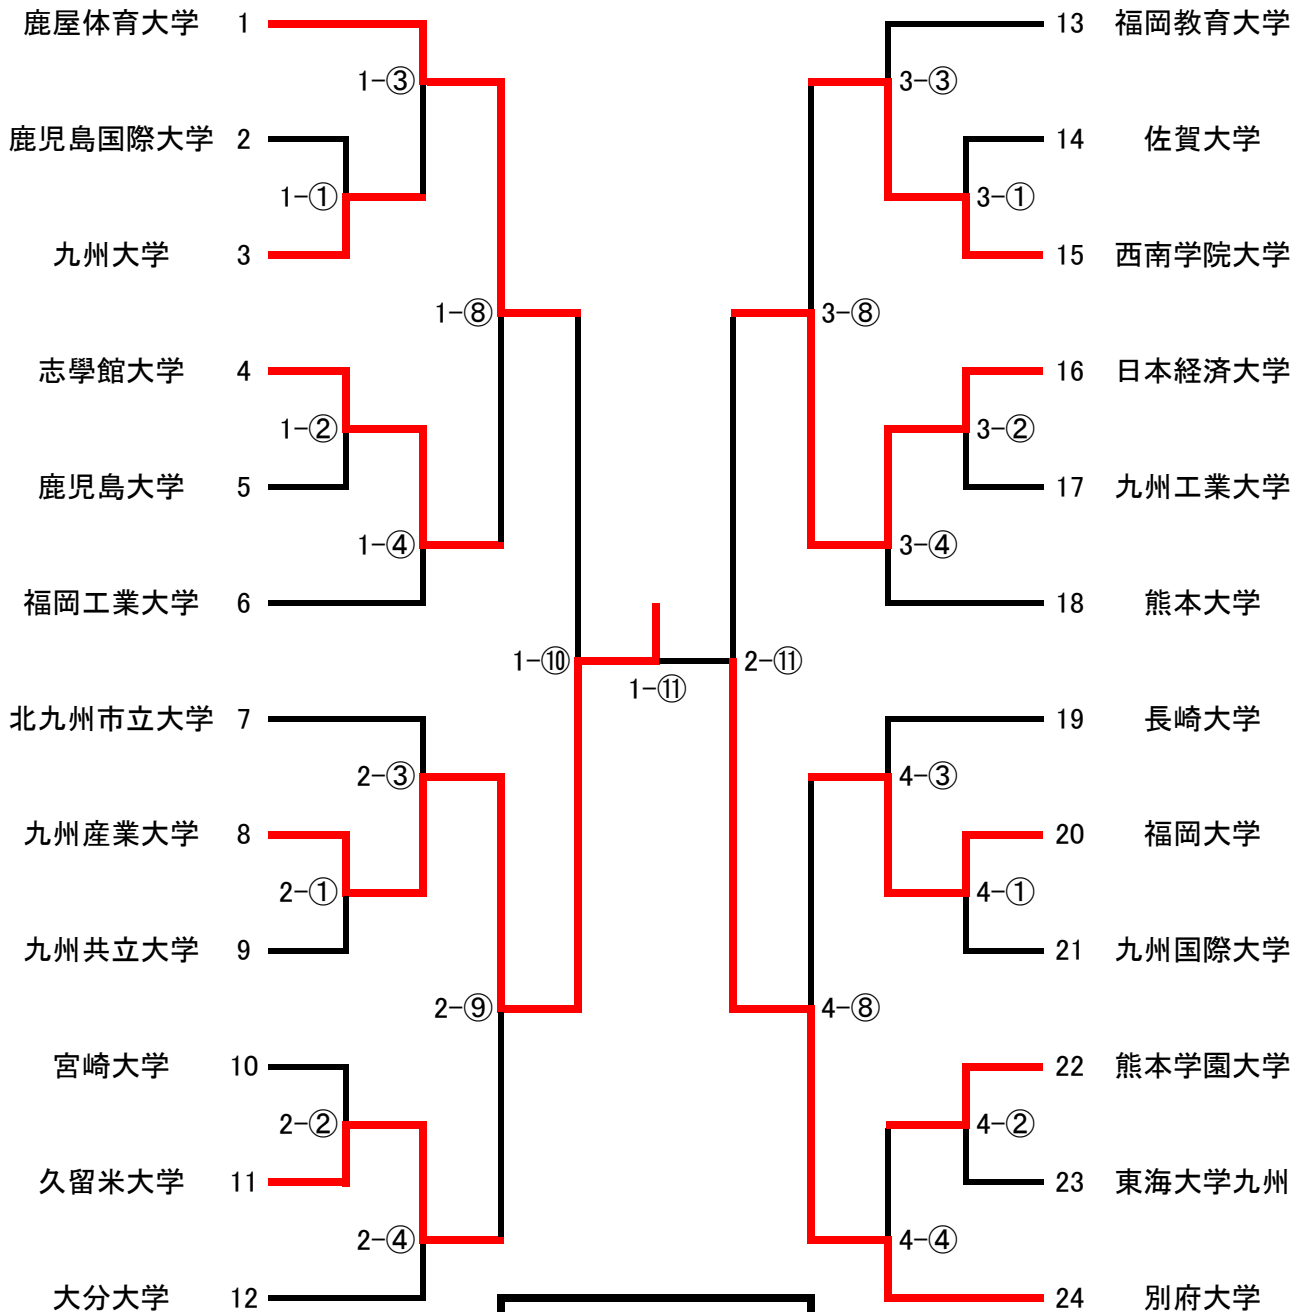 鹿屋体育大学 1
1-③
鹿児島国際大学 2
1-①
九州大学 3
1-⑧
志學館大学 4
1-②
鹿児島大学 5
1-④
福岡工業大学 6
1-⑩
北九州市立大学 7
2-③
九州産業大学 8
2-①
九州共立大学 9
2-⑨
宮崎大学 10
2-②
久留米大学 11
2-④
大分大学 12
1-⑪
2-⑪
13 福岡教育大学
3-③
14 佐賀大学
3-①
15 西南学院大学
3-⑧
16 日本経済大学
3-②
17 九州工業大学
3-④
18 熊本大学
19 長崎大学
4-③
20 福岡大学
4-①
21 九州国際大学
4-⑧
22 熊本学園大学
4-②
23 東海大学九州
4-④
24 別府大学